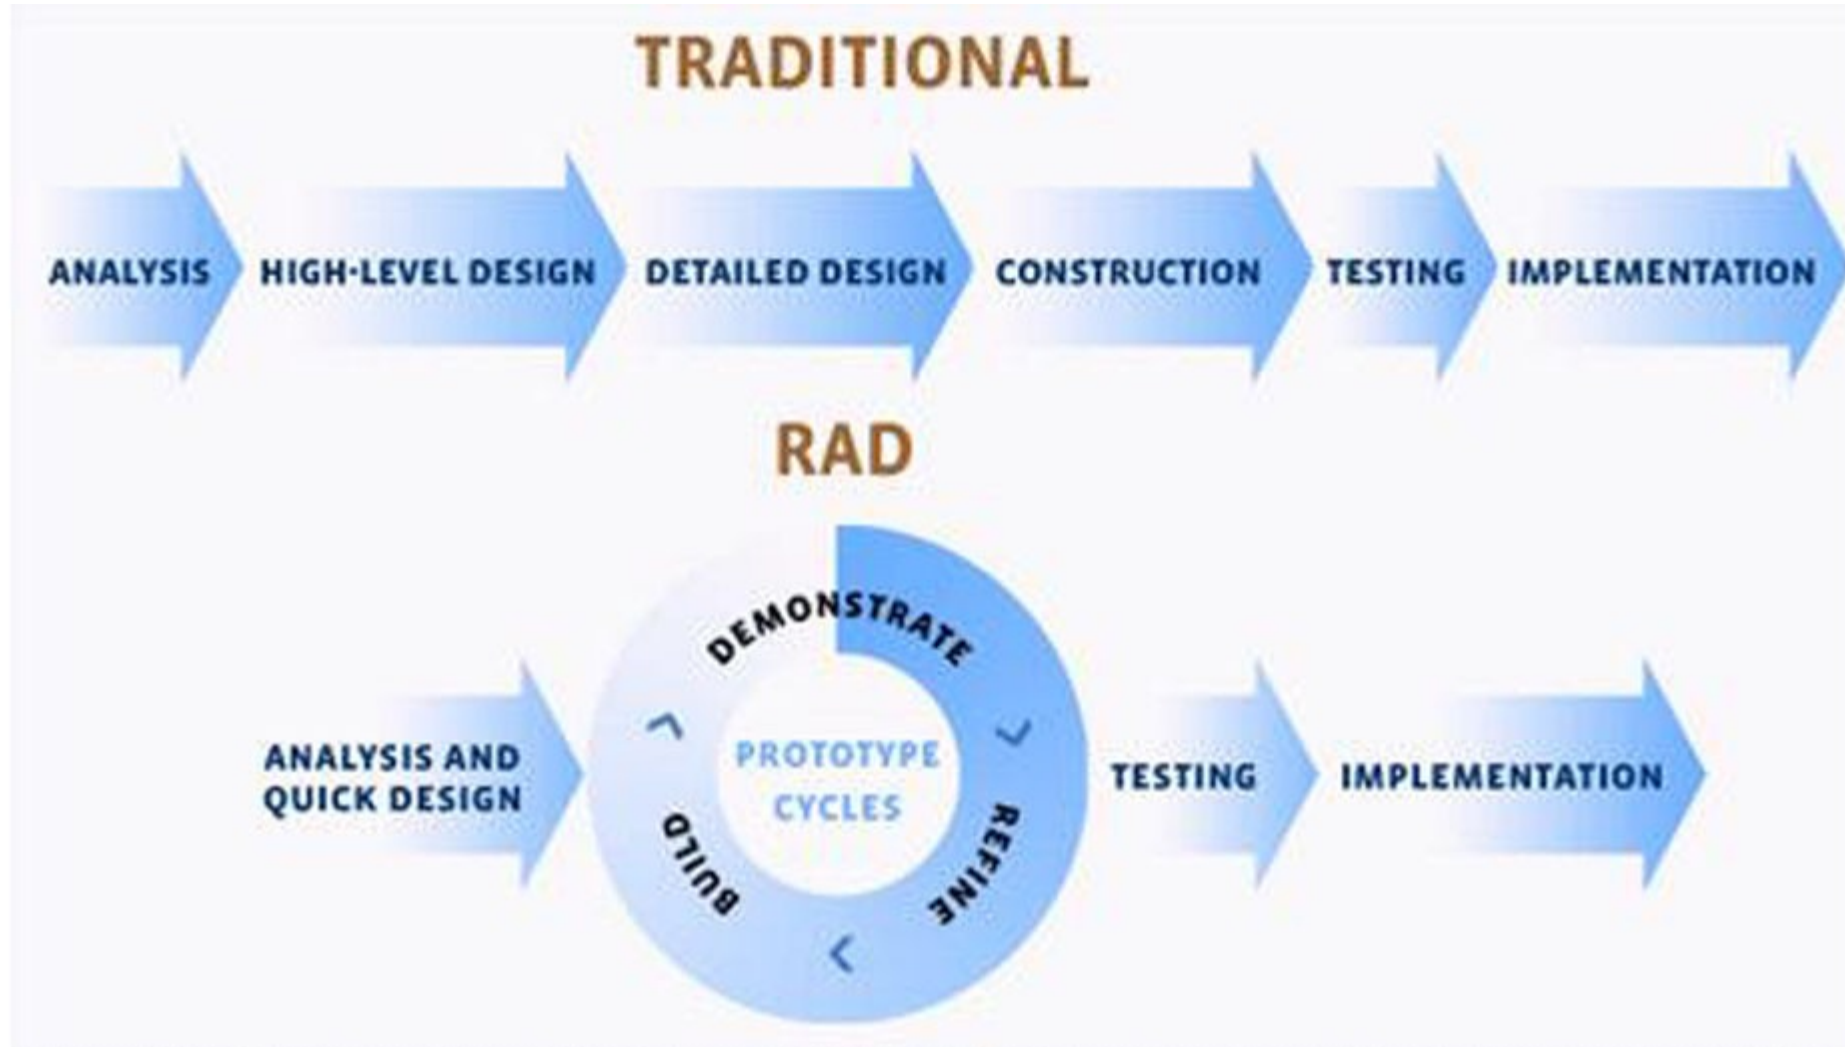 TRADITIONAL
ANALYSIS
HIGH-LEVEL DESIGN
DETAILED DESIGN
CONSTRUCTION
TESTING
IMPLEMENTATION
RAD
ANALYSIS AND
QUICK DESIGN
DEMONSTRATE
REFINE
BUILD
PROTOTYPE
CYCLES
TESTING
IMPLEMENTATION